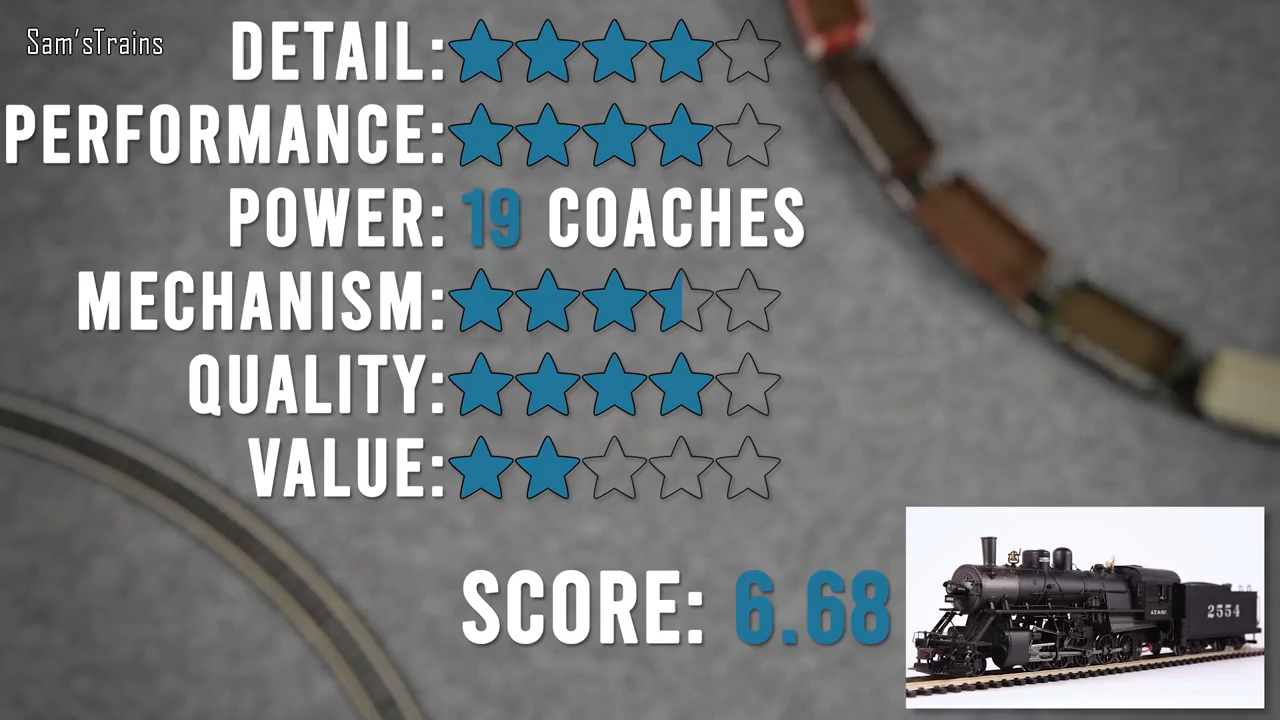 Sam'sTrains
DETAIL:
PERFORMANCE:
POWER: 19 COACHES
MECHANISM:
QUALITY:
VALUE:
SCORE: 6.68
A.T.&S.F.
2554